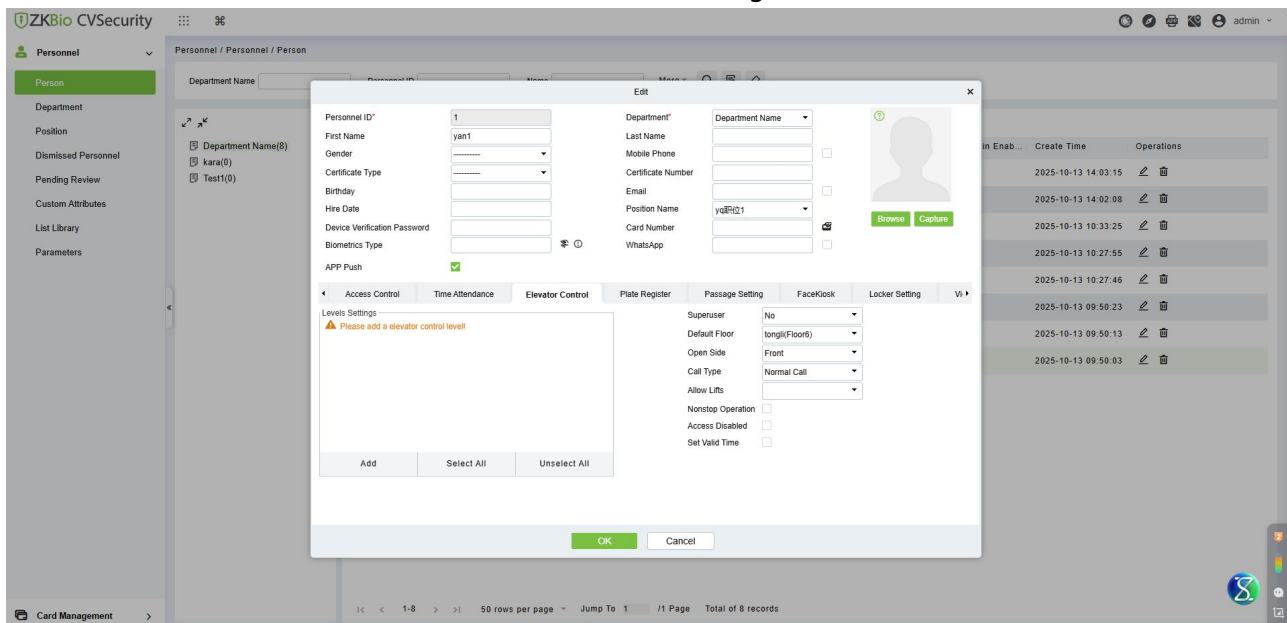 ZKBio CVSecurity
admin
Personnel
Personnel / Personnel / Person
Person
Department
Position
Dismissed Personnel
Pending Review
Custom Attributes
List Library
Parameters
Card Management
Department Name
Department Name(8)
kara(0)
Test1(0)
Edit
Personnel ID* 1 Department* Department Name
First Name yan1 Last Name
Gender ---------- Mobile Phone
Certificate Type ---------- Certificate Number
Birthday Email
Hire Date Position Name yq职位1
Device Verification Password Card Number
Biometrics Type WhatsApp
Browse Capture
APP Push
Access Control Time Attendance Elevator Control Plate Register Passage Setting FaceKiosk Locker Setting
Levels Settings
Please add a elevator control level!
Add Select All Unselect All
Superuser No
Default Floor tongli(Floor6)
Open Side Front
Call Type Normal Call
Allow Lifts
Nonstop Operation
Access Disabled
Set Valid Time
OK Cancel
in Enab... Create Time Operations
2025-10-13 14:03:15
2025-10-13 14:02:08
2025-10-13 10:33:25
2025-10-13 10:27:55
2025-10-13 10:27:46
2025-10-13 09:50:23
2025-10-13 09:50:13
2025-10-13 09:50:03
1-8 50 rows per page Jump To 1 /1 Page Total of 8 records